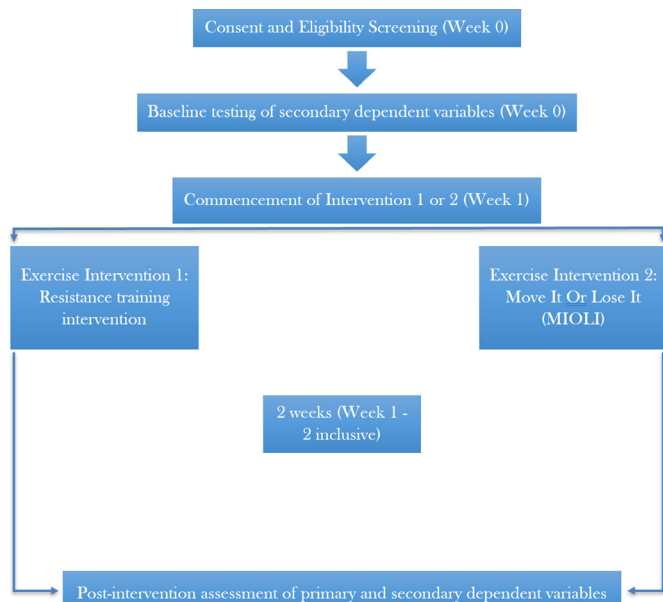 Consent and Eligibility Screening (Week 0)
Baseline testing of secondary dependent variables (Week 0)
Commencement of Intervention 1 or 2 (Week 1)
Exercise Intervention 1:
Resistance training
intervention
Exercise Intervention 2:
Move It Or Lose It
(MIOLI)
2 weeks (Week 1 -
2 inclusive)
Post-intervention assessment of primary and secondary dependent variables